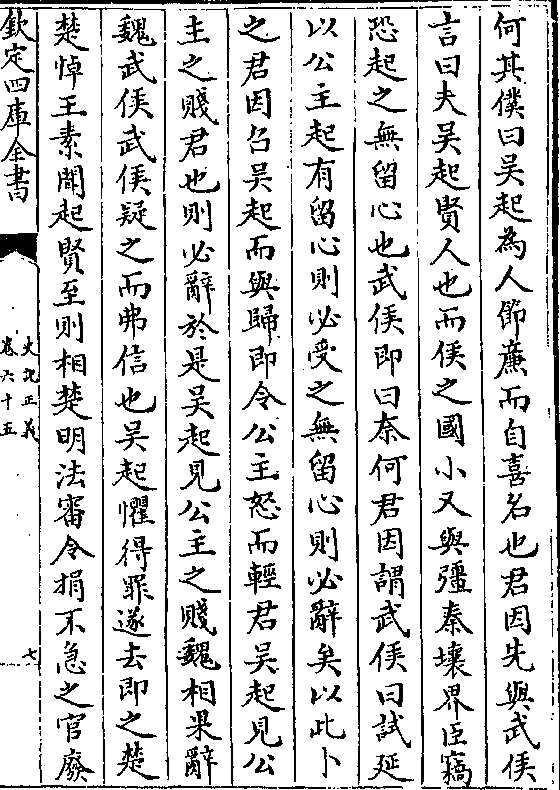 何其僕曰吳起為人節亷而自喜名也君因先與武侯
言曰夫吳起賢人也而侯之國小又與彊秦壤界臣竊
恐起之無留心也武侯即曰奈何君因謂武侯曰試延
以公主起有留心則必受之無留心則必辭矣以此卜
之君因召吳起而與歸即令公主怒而輕君吳起見公
主之賤君也則必辭於是吳起見公主之賤魏相果辭
魏武侯武侯疑之而弗信也吳起懼得罪遂去即之楚
楚悼王素聞起賢至則相楚明法審令捐不急之官廢
欽定四庫全書
史記正義
卷六十五
七